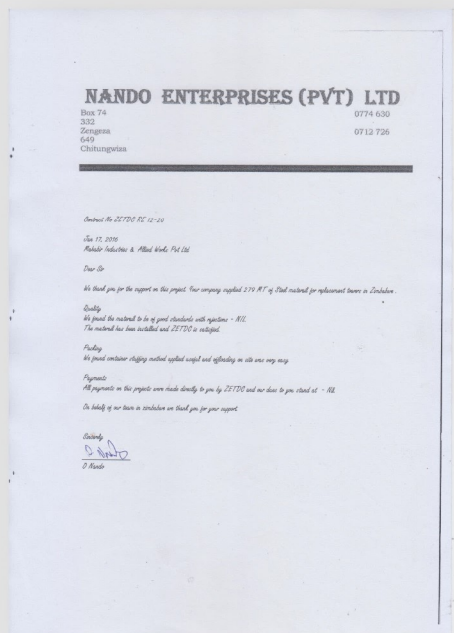 NANDO ENTERPRISES (PVT) LTD
Box 74 0774 630
332
Zengeza 0712 726
649
Chitungwiza
Contract No ZETDC RE 12-20
Jan 17, 2016
& Allied Works Pvt Ltd
Dear Sir
We thank you for the support on this project. Your company supplied 279 MT of Steel material for replacement towers in Zimbabwe.
Quality
We found the material to be of good standards with rejections - NIL.
The material has been installed and ZETDC is satisfied.
Packing
We found container stuffing method applied useful and offloading on site was very easy.
Payments
All payments on this projects were made directly to you by ZETDC and our dues to you stand at - Nil.
On behalf of our team in zimbabwe we thank you for your support
Sincerely
D Nando
D Nando